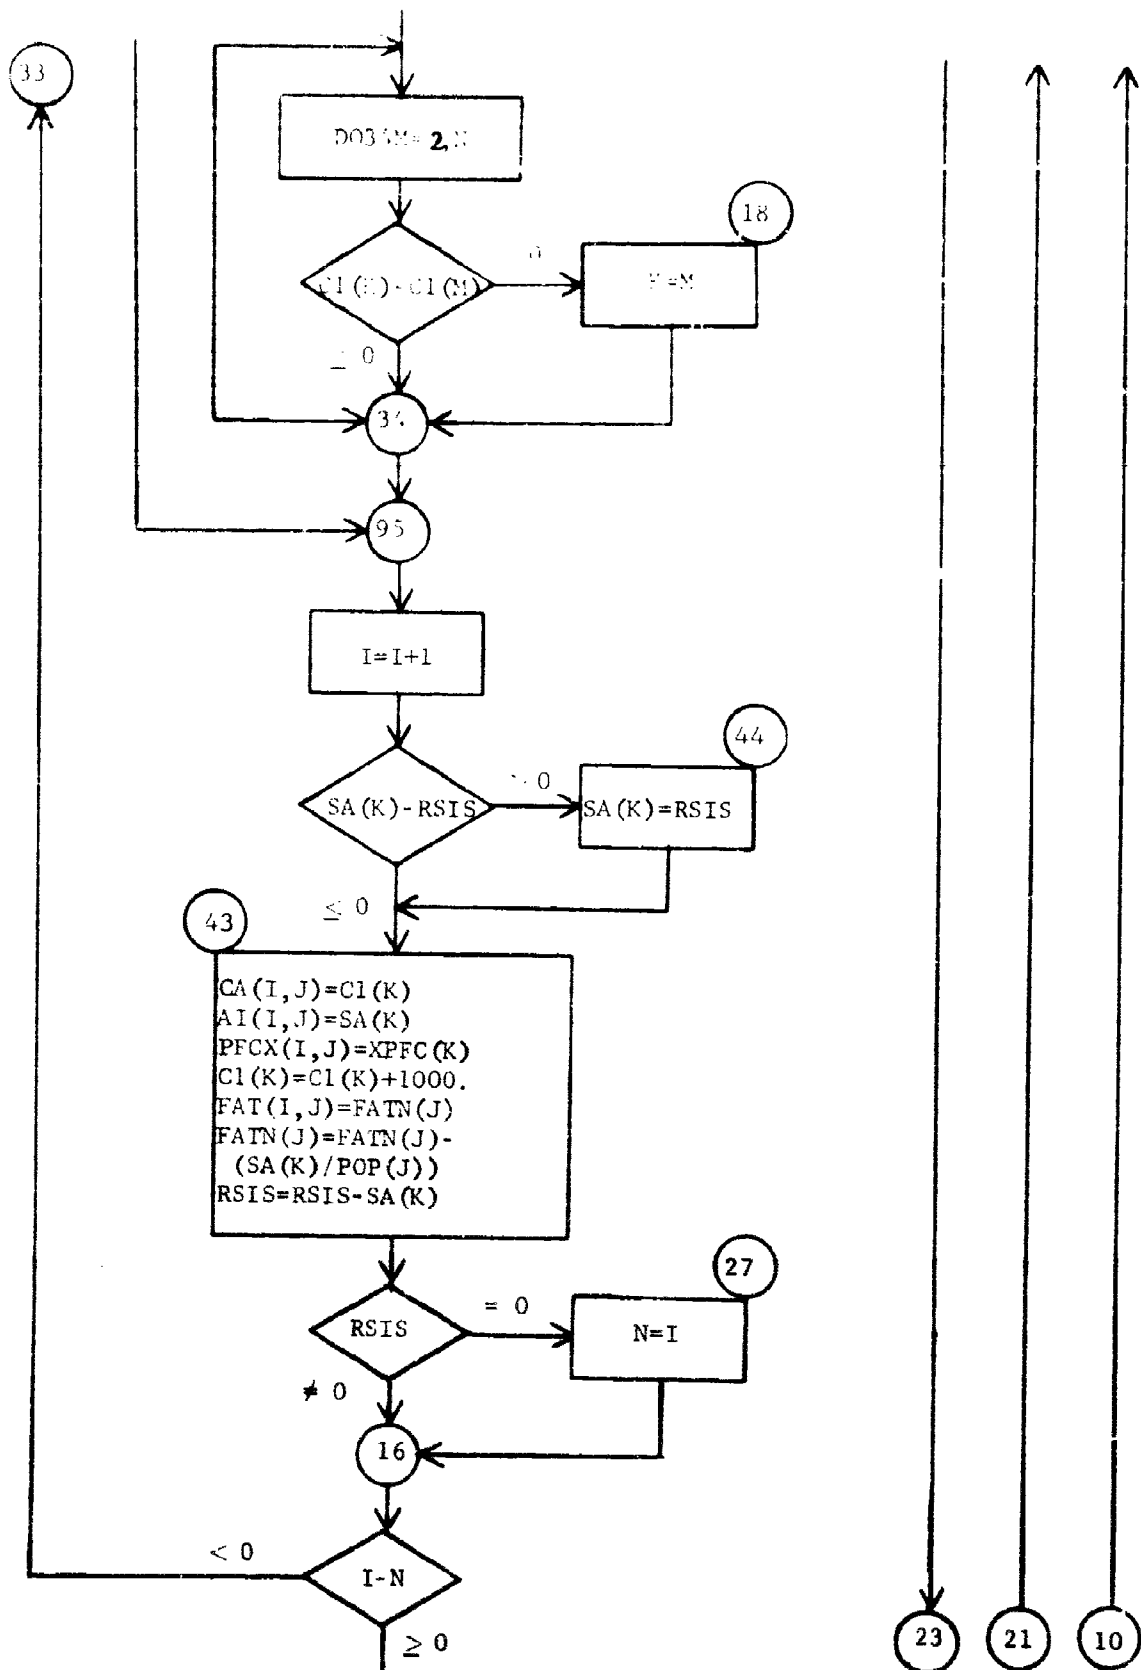 33
DO34M= 2,N
18
C1(K)-C1(M)
K=M
≤ 0
34
95
I=I+1
44
SA(K)-RSIS
> 0
SA(K)=RSIS
≤ 0
43
CA(I,J)=C1(K)
AI(I,J)=SA(K)
PFCX(I,J)=XPFC(K)
C1(K)=C1(K)+1000.
FAT(I,J)=FATN(J)
FATN(J)=FATN(J)-
(SA(K)/POP(J))
RSIS=RSIS-SA(K)
27
RSIS
= 0
N=I
≠ 0
16
< 0
I-N
≥ 0
23
21
10